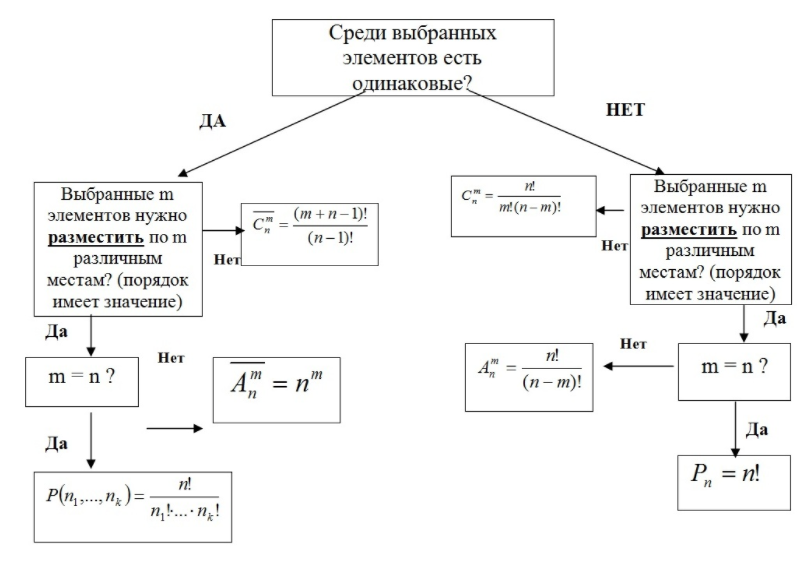 Среди выбранных
элементов есть
одинаковые?
ДА
НЕТ
Выбранные m
элементов нужно
разместить по m
различным
местам? (порядок
имеет значение)
$\overline{C_n^m} = \frac{(m+n-1)!}{(n-1)!}$
Нет
$C_n^m = \frac{n!}{m!(n-m)!}$
Нет
Выбранные m
элементов нужно
разместить по m
различным
местам? (порядок
имеет значение)
Да
Да
m = n ?
Нет
$\overline{A_n^m} = n^m$
$A_n^m = \frac{n!}{(n-m)!}$
Нет
m = n ?
Да
Да
$P(n_1,...,n_k) = \frac{n!}{n_1! \cdot ... \cdot n_k!}$
$P_n = n!$